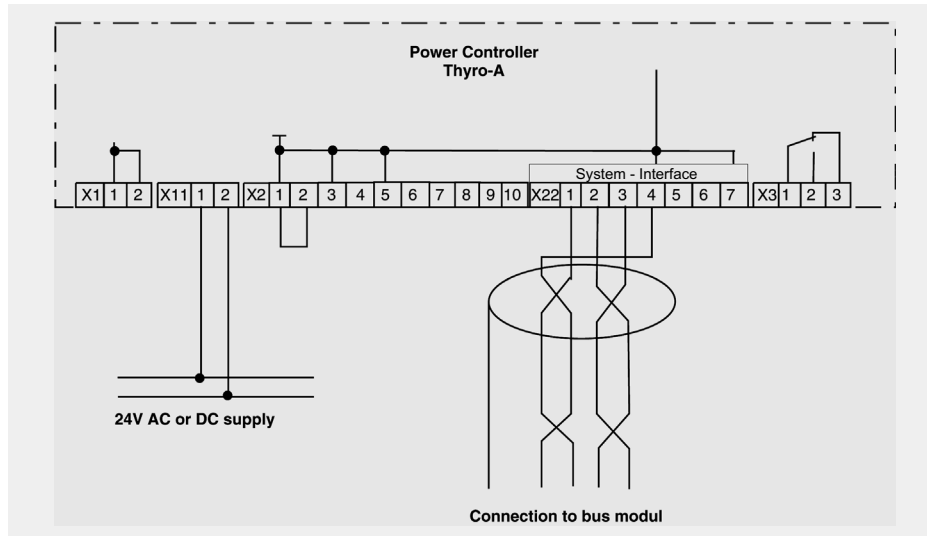 Power Controller
Thyro-A
System - Interface
X1 1 2 X11 1 2 X2 1 2 3 4 5 6 7 8 9 10 X22 1 2 3 4 5 6 7 X3 1 2 3
24V AC or DC supply
Connection to bus modul